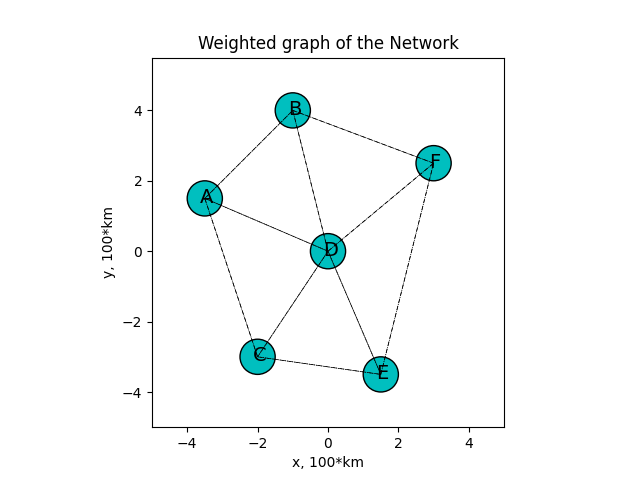 Weighted graph of the Network
B
4
F
A
2
y, 100*km
D
0
−2
C
E
−4
−4
−2
0
2
4
x, 100*km